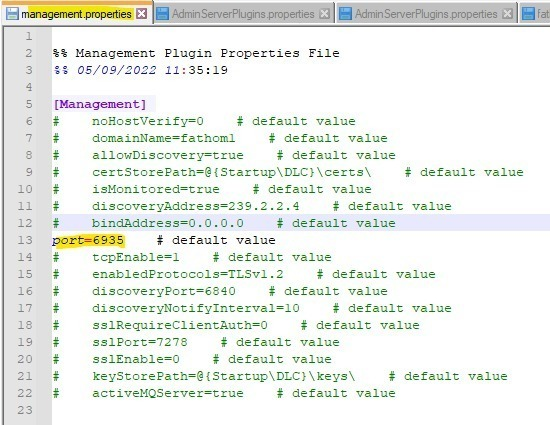 management.properties AdminServerPlugins.properties AdminServerPlugins.properties fat
1
2 %% Management Plugin Properties File
3 %% 05/09/2022 11:35:19
4
5 [Management]
6 #    noHostVerify=0    # default value
7 #    domainName=fathom1    # default value
8 #    allowDiscovery=true    # default value
9 #    certStorePath=@{Startup\DLC}\certs\    # default value
10 #    isMonitored=true    # default value
11 #    discoveryAddress=239.2.2.4    # default value
12 #    bindAddress=0.0.0.0    # default value
13 port=6935    # default value
14 #    tcpEnable=1    # default value
15 #    enabledProtocols=TLSv1.2    # default value
16 #    discoveryPort=6840    # default value
17 #    discoveryNotifyInterval=10    # default value
18 #    sslRequireClientAuth=0    # default value
19 #    sslPort=7278    # default value
20 #    sslEnable=0    # default value
21 #    keyStorePath=@{Startup\DLC}\keys\    # default value
22 #    activeMQServer=true    # default value
23